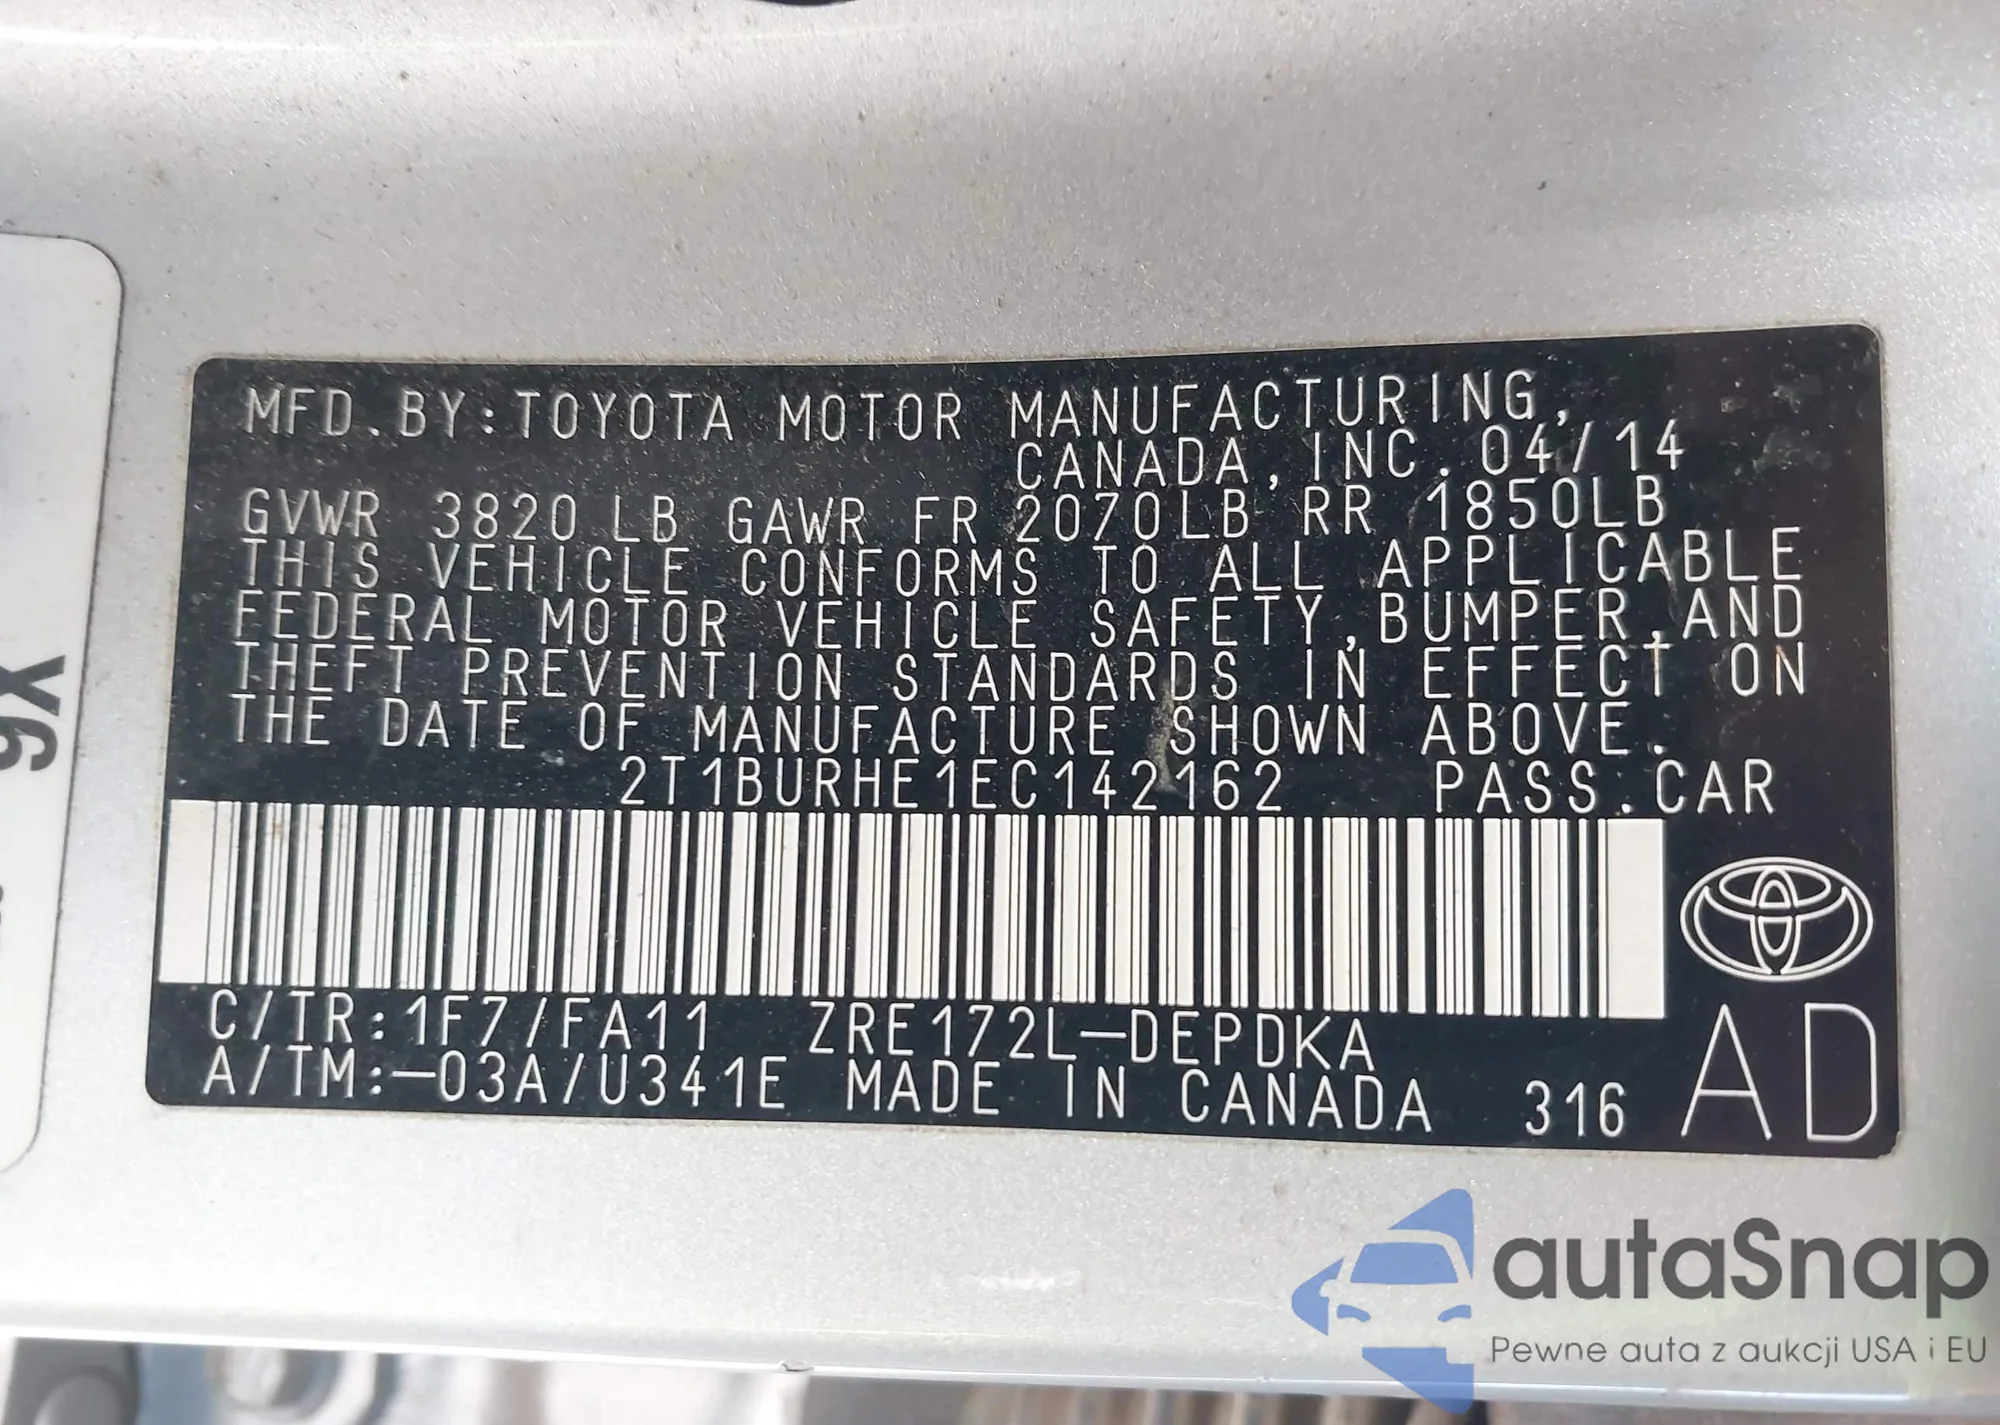 MFD.BY:TOYOTA MOTOR MANUFACTURING,
CANADA, INC. 04/14
GVWR 3820 LB GAWR FR 2070LB RR 1850LB
THIS VEHICLE CONFORMS TO ALL APPLICABLE
FEDERAL MOTOR VEHICLE SAFETY,BUMPER,AND
THEFT PREVENTION STANDARDS IN EFFECT ON
THE DATE OF MANUFACTURE SHOWN ABOVE.
2T1BURHE1EC142162 PASS.CAR
C/TR:1F7/FA11 ZRE172L-DEPDKA
A/TM:-03A/U341E MADE IN CANADA 316
AD
X6
autaSnap
Pewne auta z aukcji USA i EU